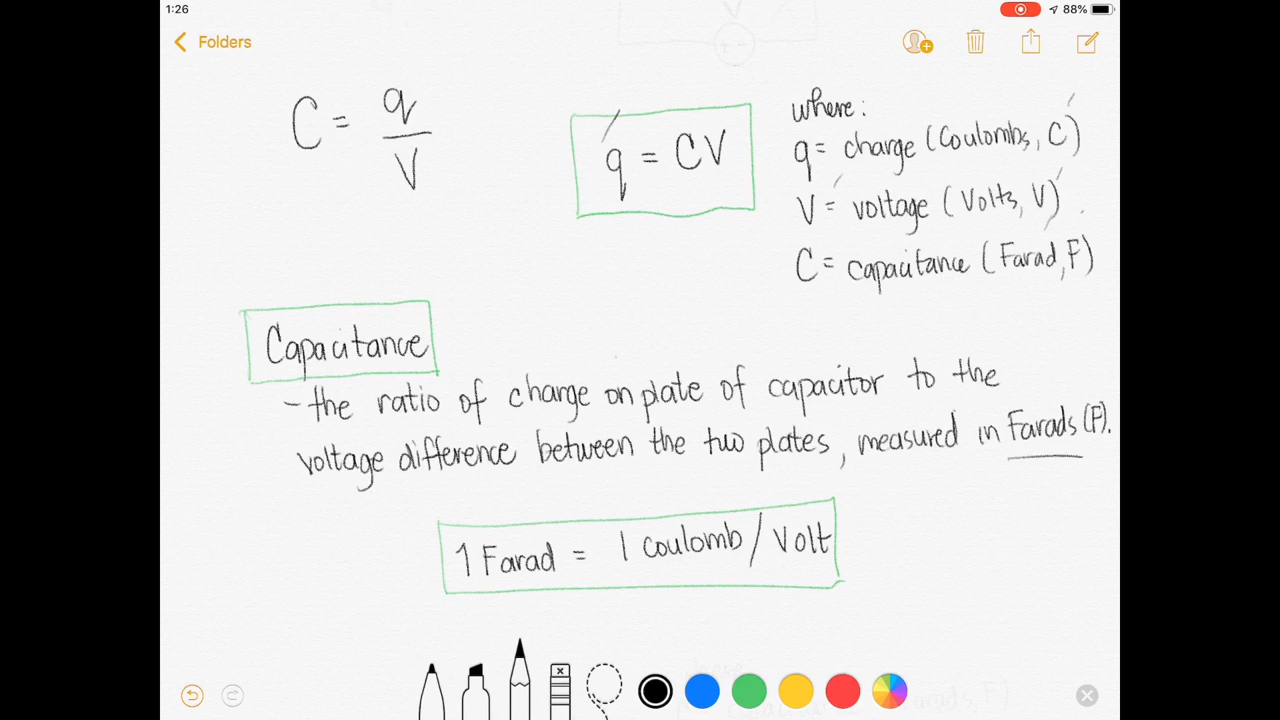 1:26
88%
Folders
C = q/V
q = CV
where:
q = charge (Coulombs, C)
V = voltage (Volts, V)
C = capacitance (Farad, F)
Capacitance
- the ratio of charge on plate of capacitor to the
voltage difference between the two plates, measured in Farads (F).
1 Farad = 1 coulomb / Volt